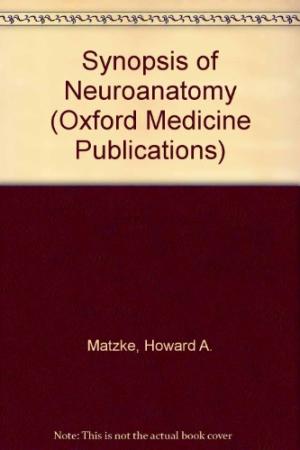 Synopsis of
Neuroanatomy
(Oxford Medicine
Publications)
Matzke, Howard A.
Note: This is not the actual book cover